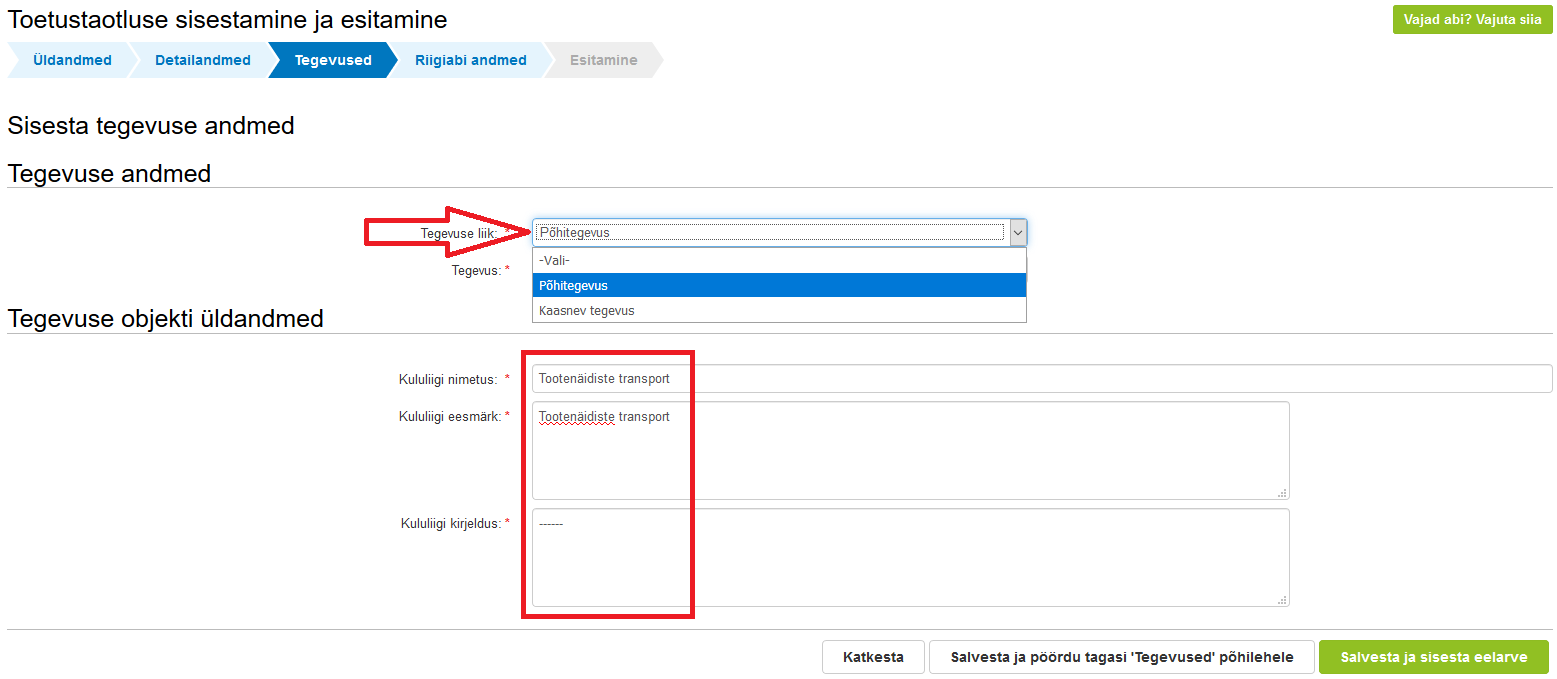 Toetustaotluse sisestamine ja esitamine
Vajad abi? Vajuta siia
Üldandmed Detailandmed Tegevused Riigiabi andmed Esitamine
Sisesta tegevuse andmed
Tegevuse andmed
Tegevuse liik: * Põhitegevus
-Vali-
Tegevus: *
Põhitegevus
Kaasnev tegevus
Tegevuse objekti üldandmed
Kululiigi nimetus: * Tootenäidiste transport
Kululiigi eesmärk: * Tootenäidiste transport
Kululiigi kirjeldus: * ------
Katkesta Salvesta ja pöördu tagasi 'Tegevused' põhilehele Salvesta ja sisesta eelarve